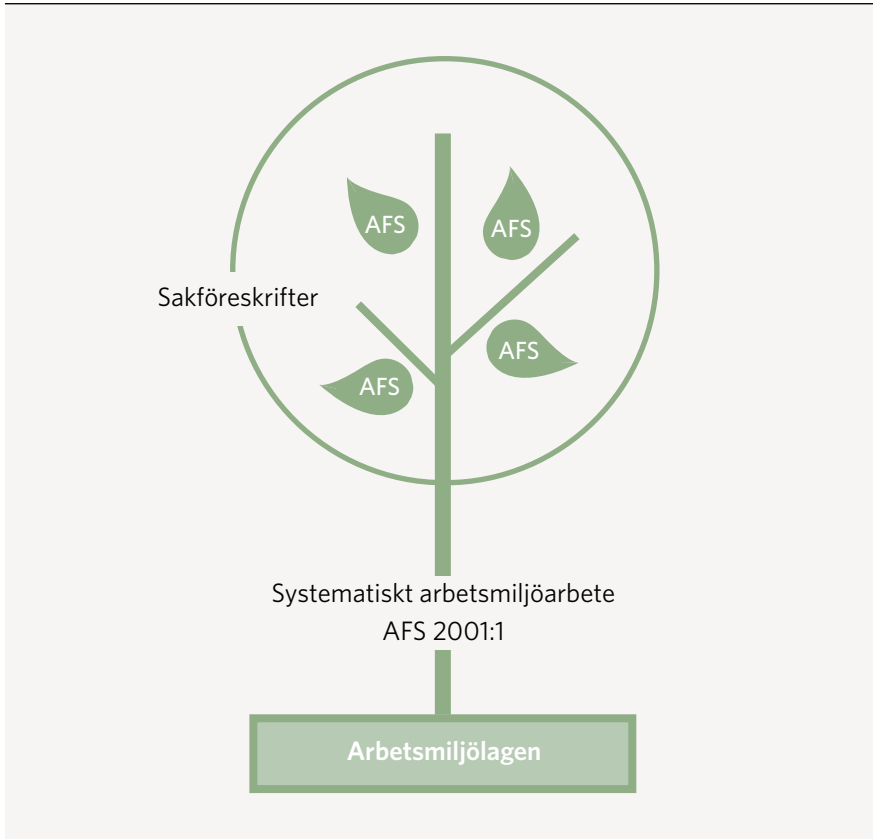 AFS
AFS
Sakföreskrifter
AFS
AFS
Systematiskt arbetsmiljöarbete
AFS 2001:1
Arbetsmiljölagen